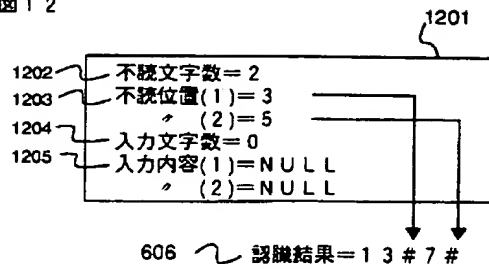 図12
1201
1202 不読文字数=2
1203 不読位置(1)=3
〃 (2)=5
1204 入力文字数=0
1205 入力内容(1)=NULL
〃 (2)=NULL
606 認識結果=13#7#